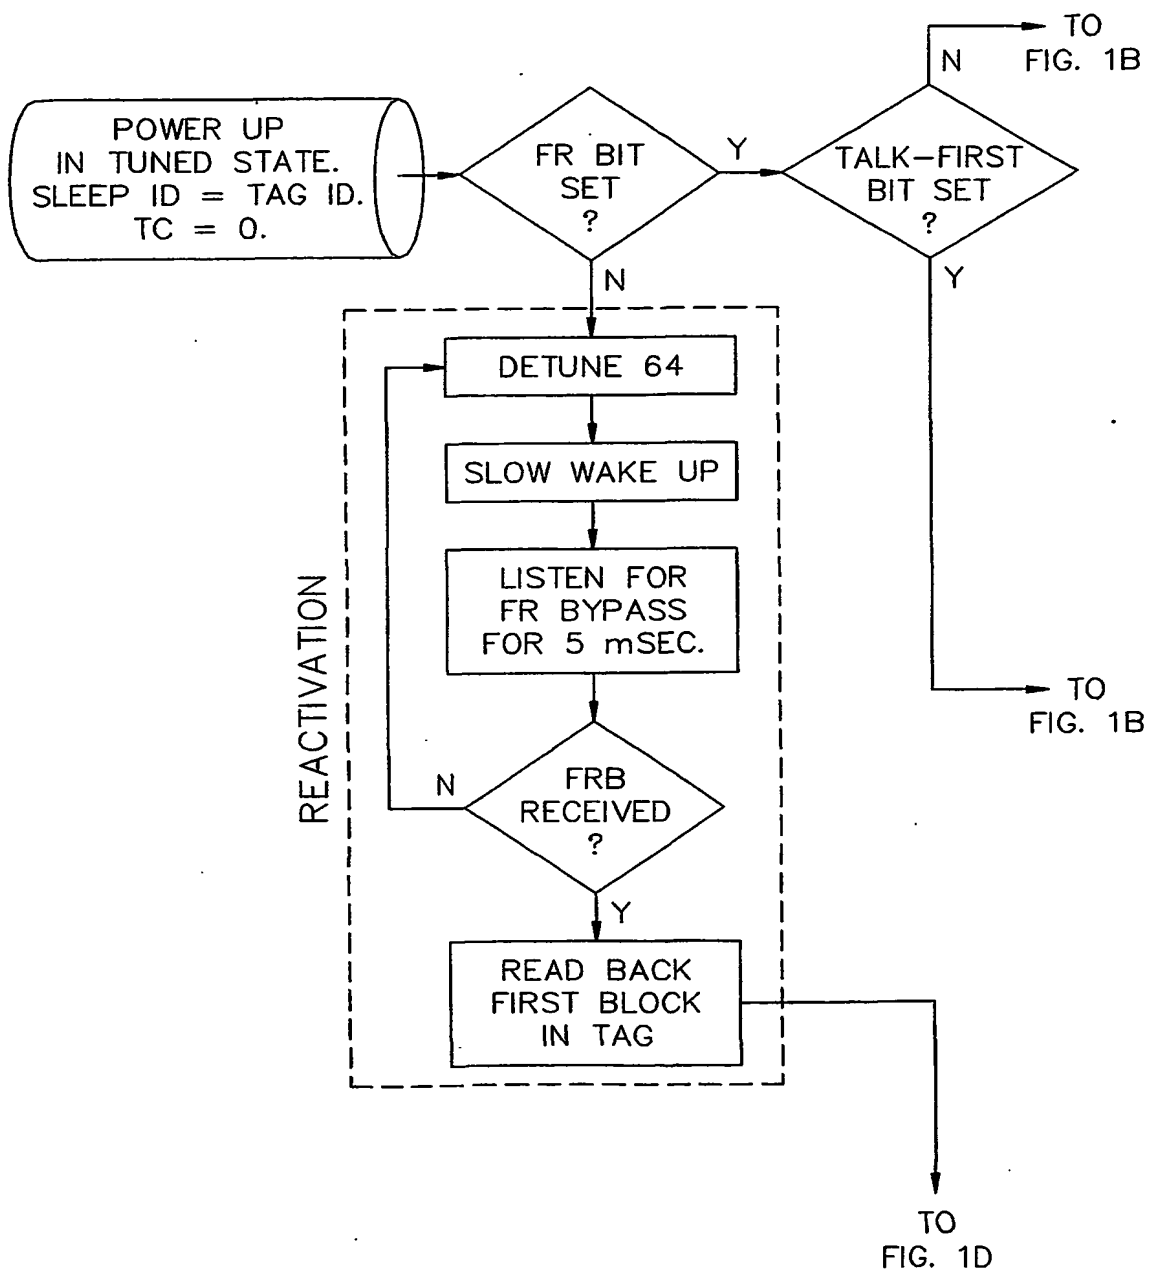 TO
FIG. 1B
N
POWER UP
IN TUNED STATE.
SLEEP ID = TAG ID.
TC = 0.
FR BIT
SET
?
Y
TALK-FIRST
BIT SET
?
N
Y
DETUNE 64
SLOW WAKE UP
LISTEN FOR
FR BYPASS
FOR 5 mSEC.
REACTIVATION
TO
FIG. 1B
N
FRB
RECEIVED
?
Y
READ BACK
FIRST BLOCK
IN TAG
TO
FIG. 1D